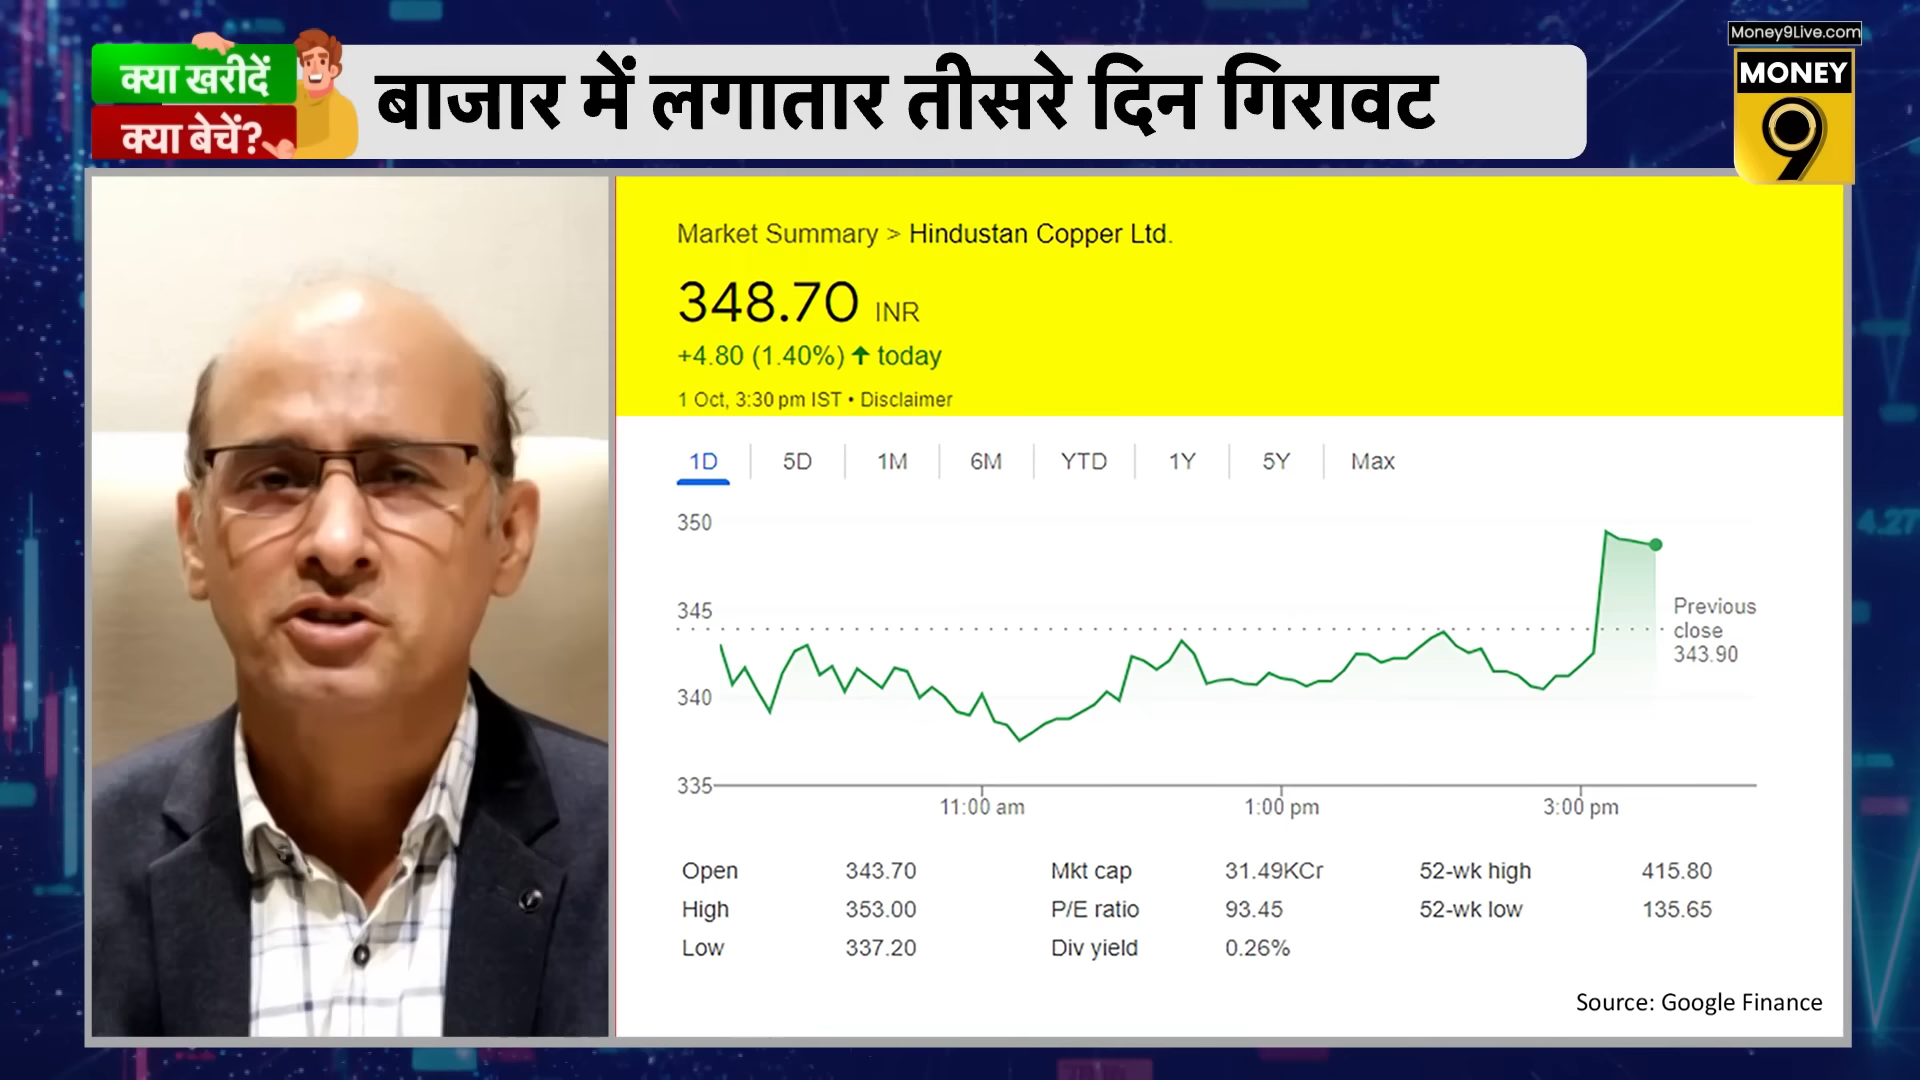 Money9Live.com
MONEY
9
क्या खरीदें
क्या बेचें?
बाजार में लगातार तीसरे दिन गिरावट
Market Summary > Hindustan Copper Ltd.
348.70 INR
+4.80 (1.40%) ↑ today
1 Oct, 3:30 pm IST • Disclaimer
1D 5D 1M 6M YTD 1Y 5Y Max
350
345
340
335
Previous
close
343.90
11:00 am 1:00 pm 3:00 pm
Open 343.70 Mkt cap 31.49KCr 52-wk high 415.80
High 353.00 P/E ratio 93.45 52-wk low 135.65
Low 337.20 Div yield 0.26%
Source: Google Finance
4.27